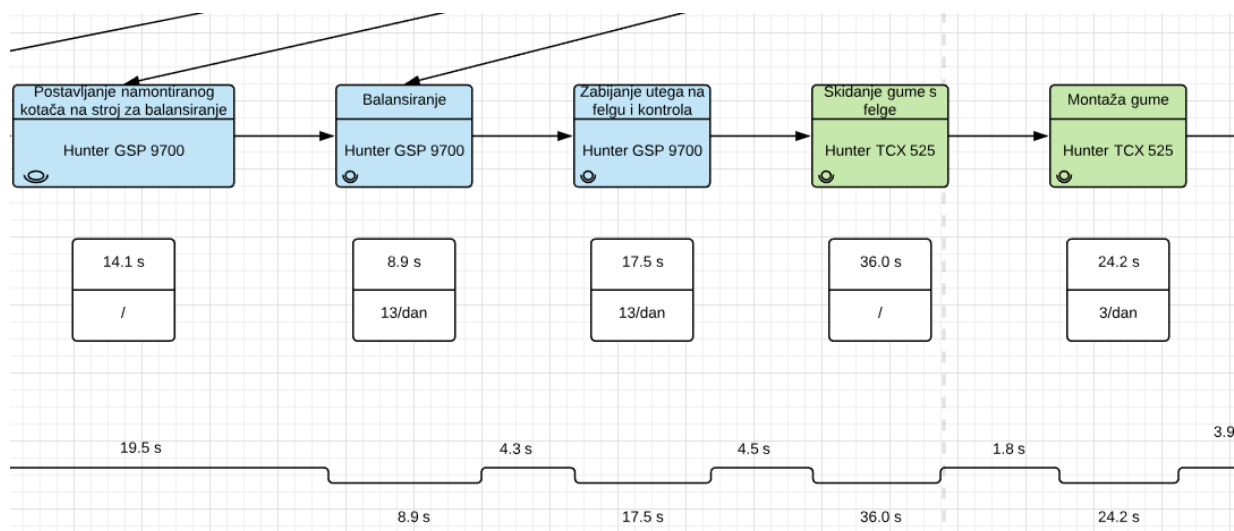 Postavljanje namontiranog
kotača na stroj za balansiranje
Hunter GSP 9700
Balansiranje
Hunter GSP 9700
Zabijanje utega na
felgu i kontrola
Hunter GSP 9700
Skidanje gume s
felge
Hunter TCX 525
Montaža gume
Hunter TCX 525
14.1 s
/
8.9 s
13/dan
17.5 s
13/dan
36.0 s
/
24.2 s
3/dan
19.5 s
4.3 s
4.5 s
1.8 s
3.9
8.9 s
17.5 s
36.0 s
24.2 s